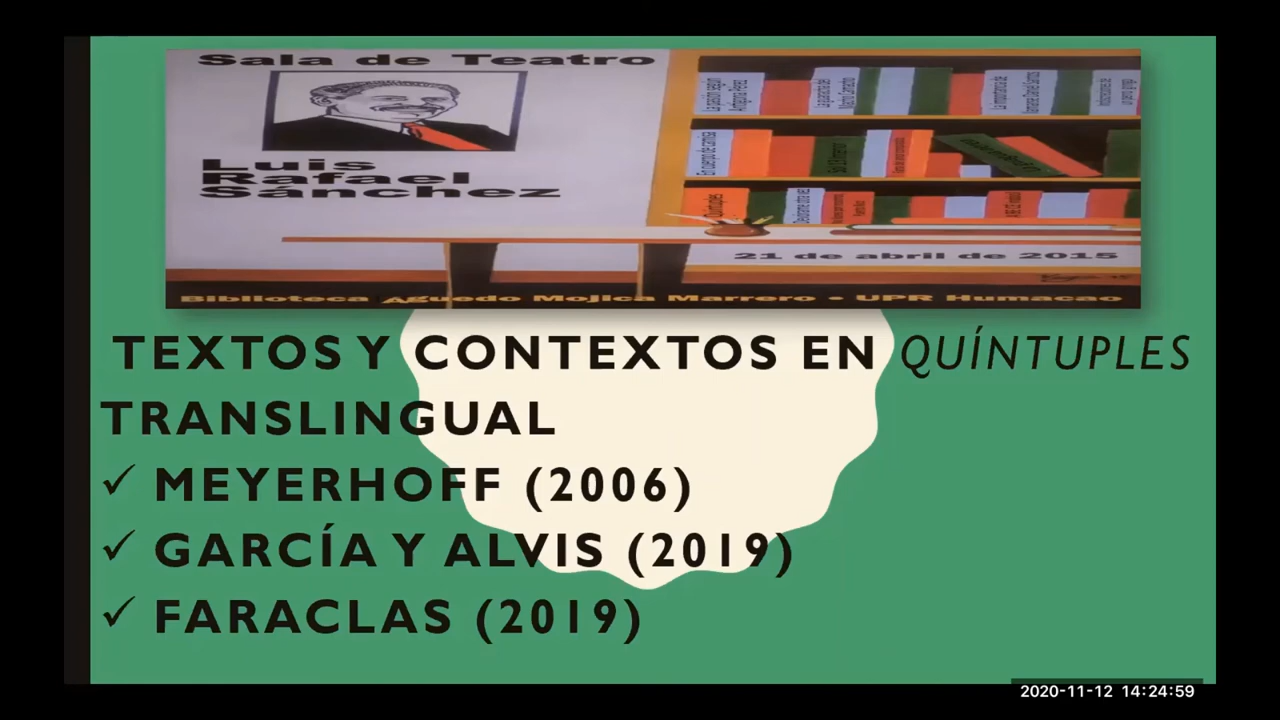 Sala de Teatro
Luis
Rafael
Sánchez
Quintuples
21 de abril de 2015
Biblioteca Águedo Mojica Marrero • UPR Humacao
TEXTOS Y CONTEXTOS EN QUÍNTUPLES
TRANSLINGUAL
✓ MEYERHOFF (2006)
✓ GARCÍA Y ALVIS (2019)
✓ FARACLAS (2019)
2020-11-12 14:24:59